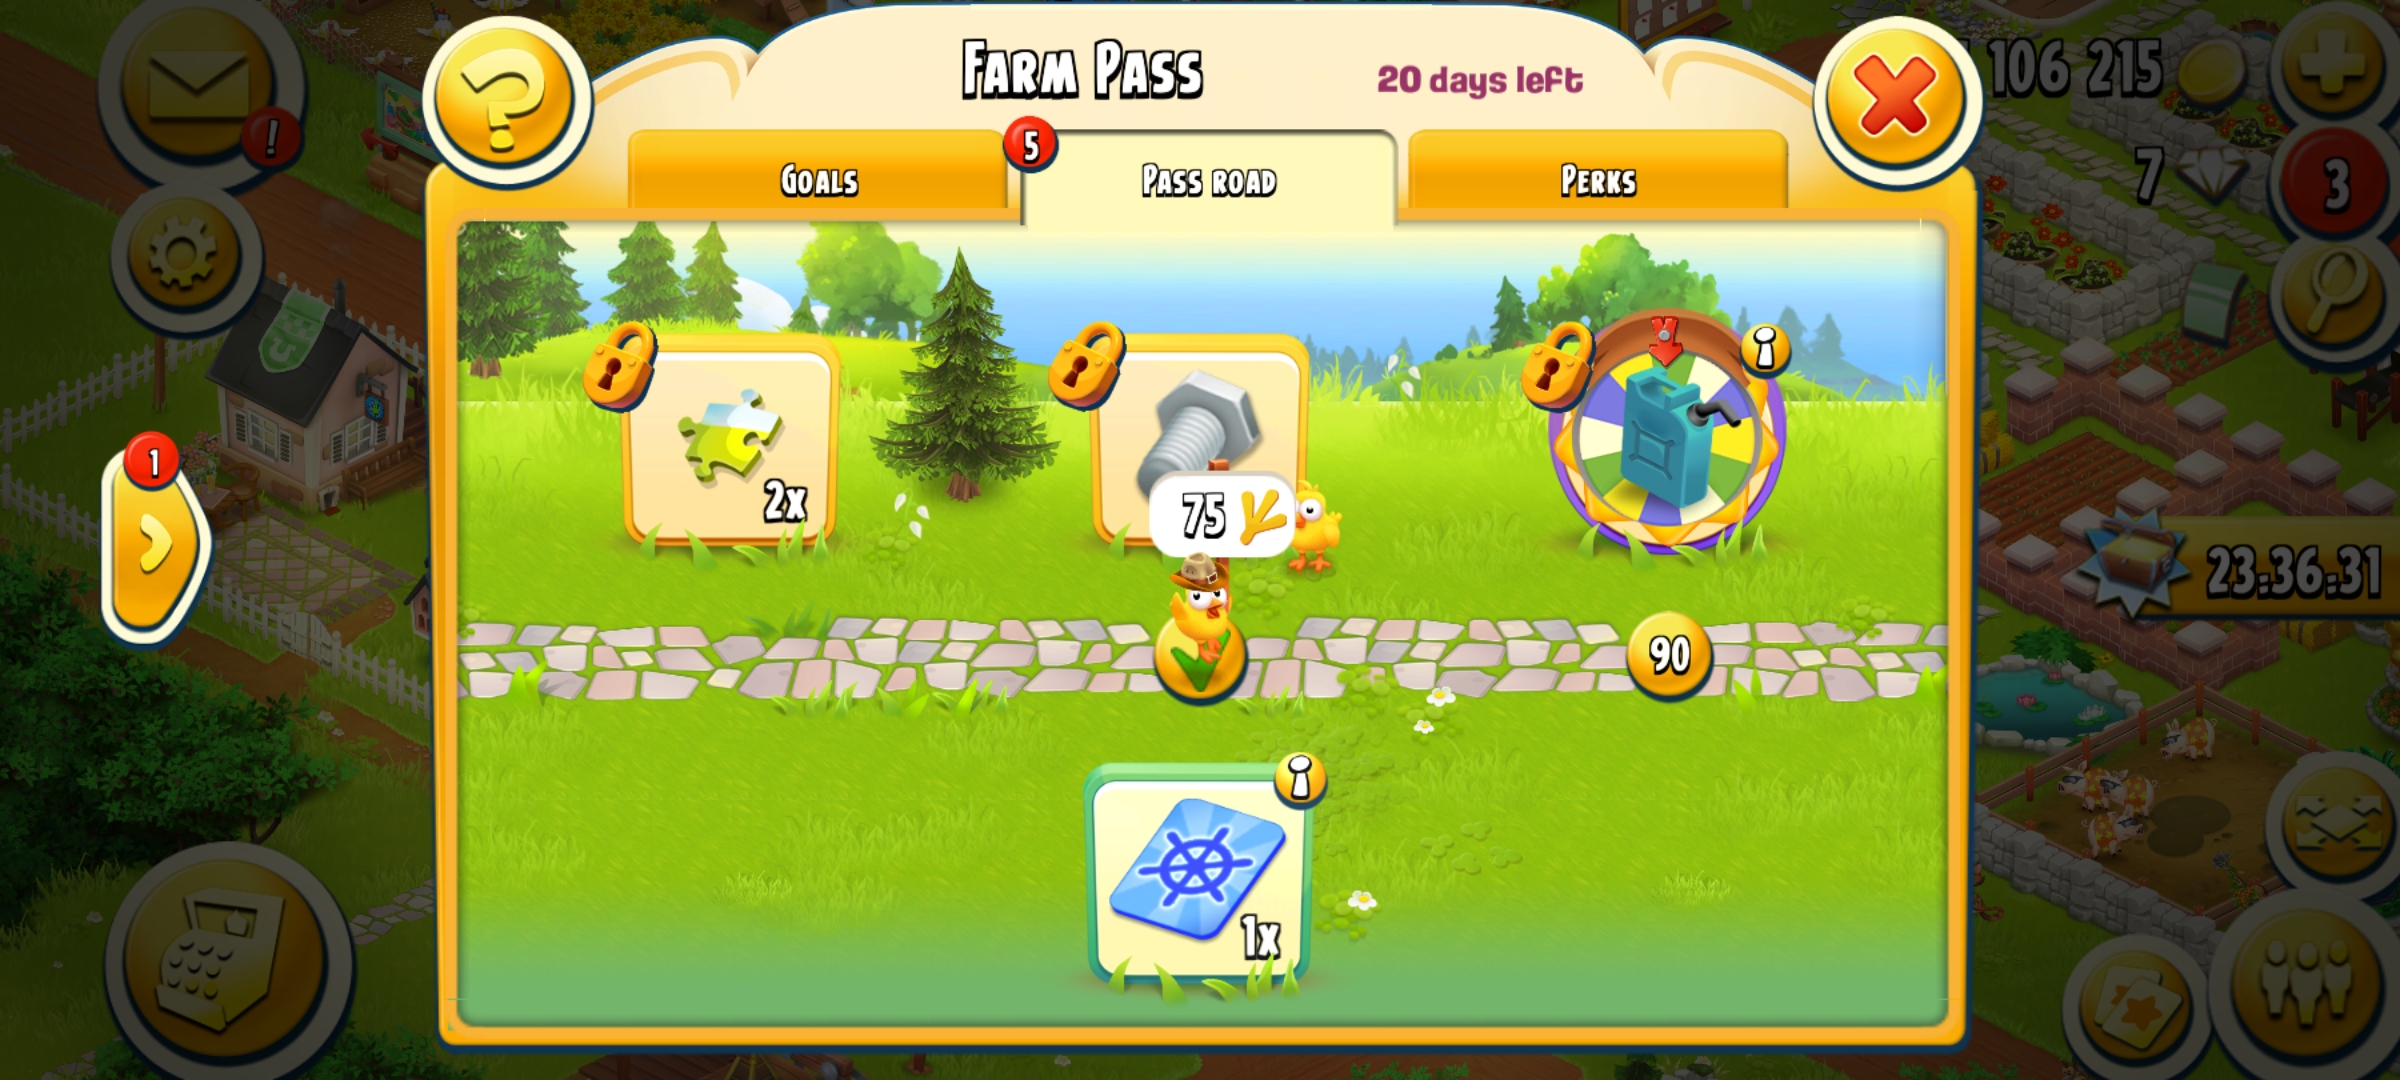 FARM PASS
20 days left
106 215
!
5
GOALS
PASS ROAD
PERKS
7
3
1
2x
75
23:36:31
90
1x